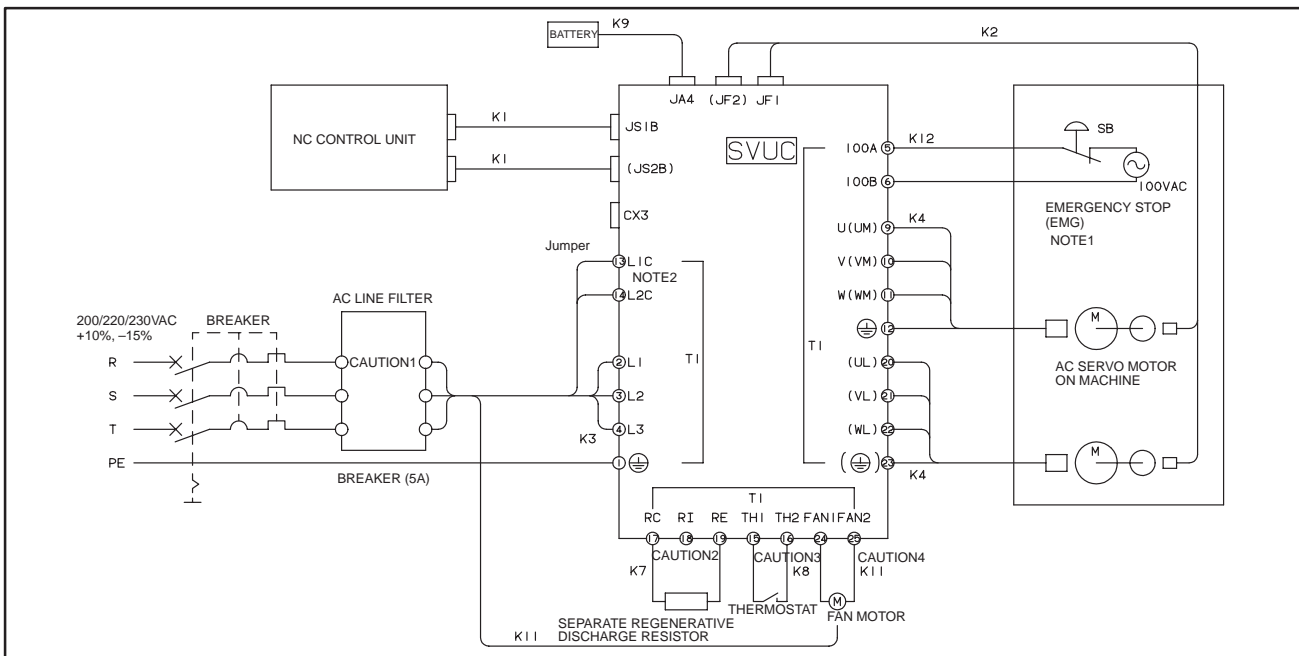 BATTERY
K9
K2
JA4
(JF2)
JF1
NC CONTROL UNIT
K1
JS1B
K1
(JS2B)
CX3
SVUC
100A
5
K12
SB
100B
6
100VAC
EMERGENCY STOP
(EMG)
NOTE1
U(UM)
9
K4
V(VM)
10
W(WM)
11
12
M
AC SERVO MOTOR
ON MACHINE
(UL)
20
(VL)
21
(WL)
22
( )
23
K4
M
T1
Jumper
13
L1C
NOTE2
14
L2C
T1
AC LINE FILTER
200/220/230VAC
+10%, –15%
BREAKER
R
CAUTION1
2
L1
S
3
L2
T
K3
4
L3
PE
1
BREAKER (5A)
T1
RC
RI
RE
TH1
TH2
FAN1
FAN2
17
18
19
15
16
24
25
CAUTION2
CAUTION3
CAUTION4
K7
K8
K11
THERMOSTAT
M
FAN MOTOR
SEPARATE REGENERATIVE
DISCHARGE RESISTOR
K11